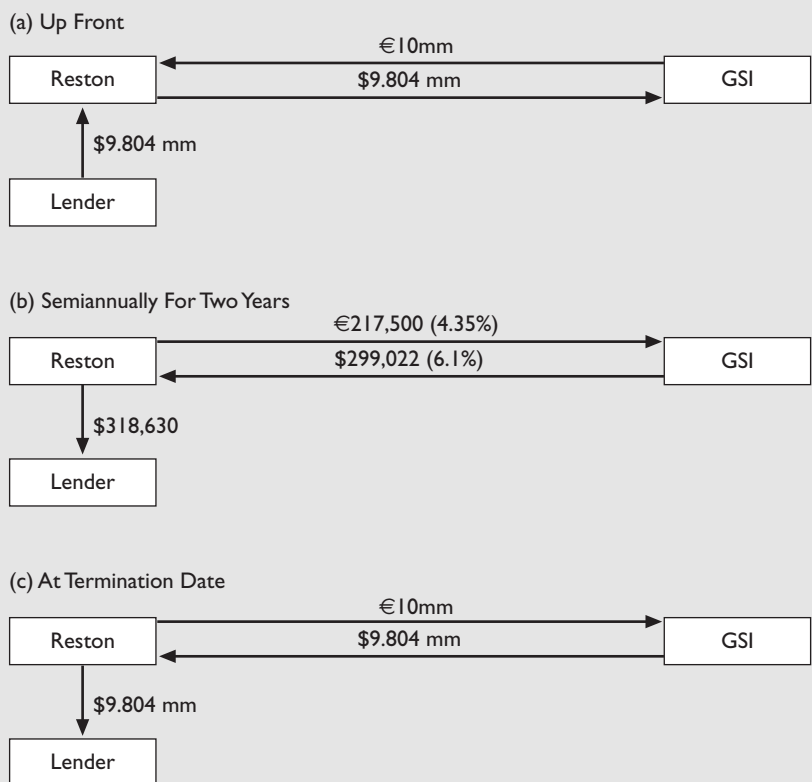 (a) Up Front
€10mm
Reston
$9.804 mm
GSI
$9.804 mm
Lender
(b) Semiannually For Two Years
€217,500 (4.35%)
Reston
$299,022 (6.1%)
GSI
$318,630
Lender
(c) At Termination Date
€10mm
Reston
$9.804 mm
GSI
$9.804 mm
Lender